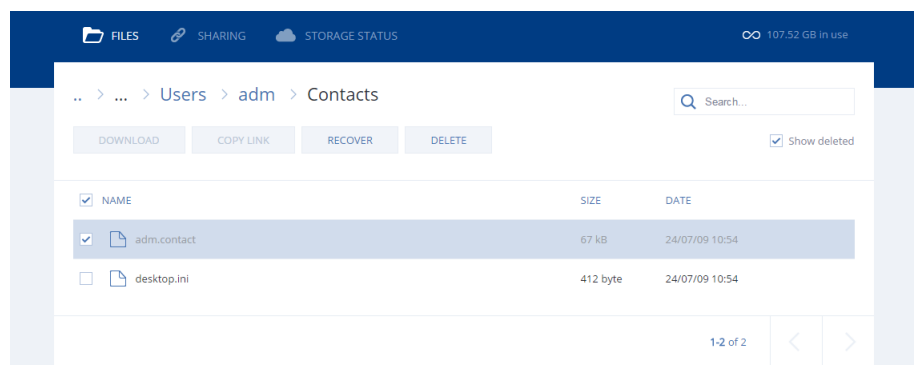 FILES SHARING STORAGE STATUS ∞ 107.52 GB in use
.. > ... > Users > adm > Contacts
Search...
DOWNLOAD COPY LINK RECOVER DELETE
Show deleted
NAME SIZE DATE
adm.contact 67 kB 24/07/09 10:54
desktop.ini 412 byte 24/07/09 10:54
1-2 of 2